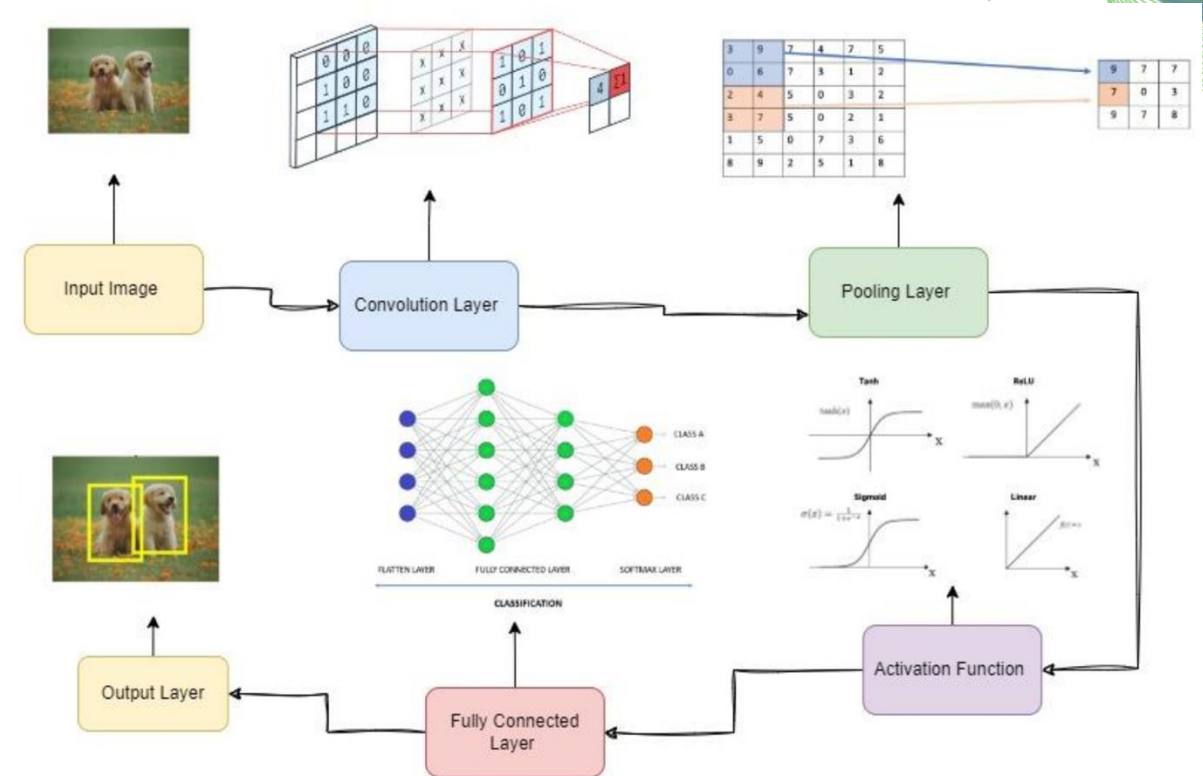 0 0 0
1 0 0
1 1 0
x x x
x x x
x x x
1 0 1
0 1 0
1 0 1
4 Σ1
3 9 7 4 7 5
0 6 7 3 1 2
2 4 5 0 3 2
3 7 5 0 2 1
1 5 0 7 3 6
8 9 2 5 1 8
9 7 7
7 0 3
9 7 8
Input Image
Convolution Layer
Pooling Layer
CLASS A
CLASS B
CLASS C
FLATTEN LAYER FULLY CONNECTED LAYER SOFTMAX LAYER
CLASSIFICATION
Tanh
tanh(x)
X
ReLU
max(0, x)
X
Sigmoid
σ(x) = 1/(1+e⁻ˣ)
X
Linear
X
Activation Function
Fully Connected
Layer
Output Layer